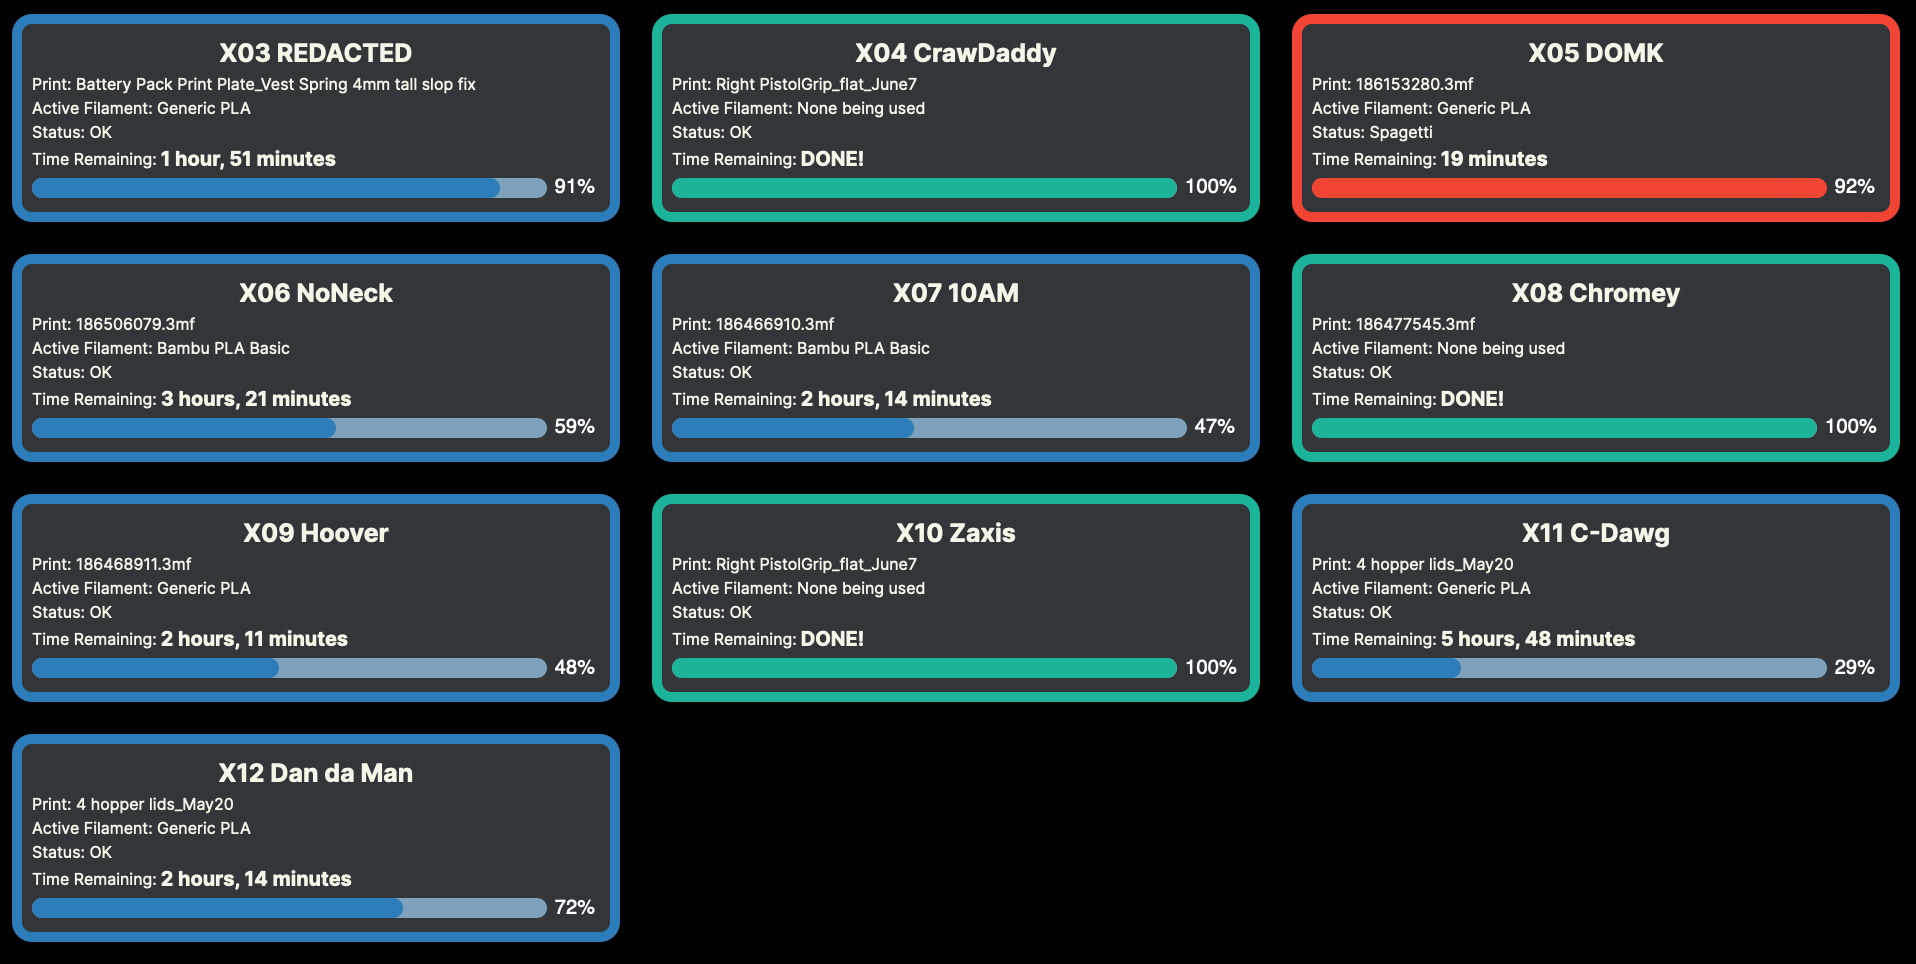 X03 REDACTED
Print: Battery Pack Print Plate_Vest Spring 4mm tall slop fix
Active Filament: Generic PLA
Status: OK
Time Remaining: 1 hour, 51 minutes
91%
X04 CrawDaddy
Print: Right PistolGrip_flat_June7
Active Filament: None being used
Status: OK
Time Remaining: DONE!
100%
X05 DOMK
Print: 186153280.3mf
Active Filament: Generic PLA
Status: Spagetti
Time Remaining: 19 minutes
92%
X06 NoNeck
Print: 186506079.3mf
Active Filament: Bambu PLA Basic
Status: OK
Time Remaining: 3 hours, 21 minutes
59%
X07 10AM
Print: 186466910.3mf
Active Filament: Bambu PLA Basic
Status: OK
Time Remaining: 2 hours, 14 minutes
47%
X08 Chromey
Print: 186477545.3mf
Active Filament: None being used
Status: OK
Time Remaining: DONE!
100%
X09 Hoover
Print: 186468911.3mf
Active Filament: Generic PLA
Status: OK
Time Remaining: 2 hours, 11 minutes
48%
X10 Zaxis
Print: Right PistolGrip_flat_June7
Active Filament: None being used
Status: OK
Time Remaining: DONE!
100%
X11 C-Dawg
Print: 4 hopper lids_May20
Active Filament: Generic PLA
Status: OK
Time Remaining: 5 hours, 48 minutes
29%
X12 Dan da Man
Print: 4 hopper lids_May20
Active Filament: Generic PLA
Status: OK
Time Remaining: 2 hours, 14 minutes
72%